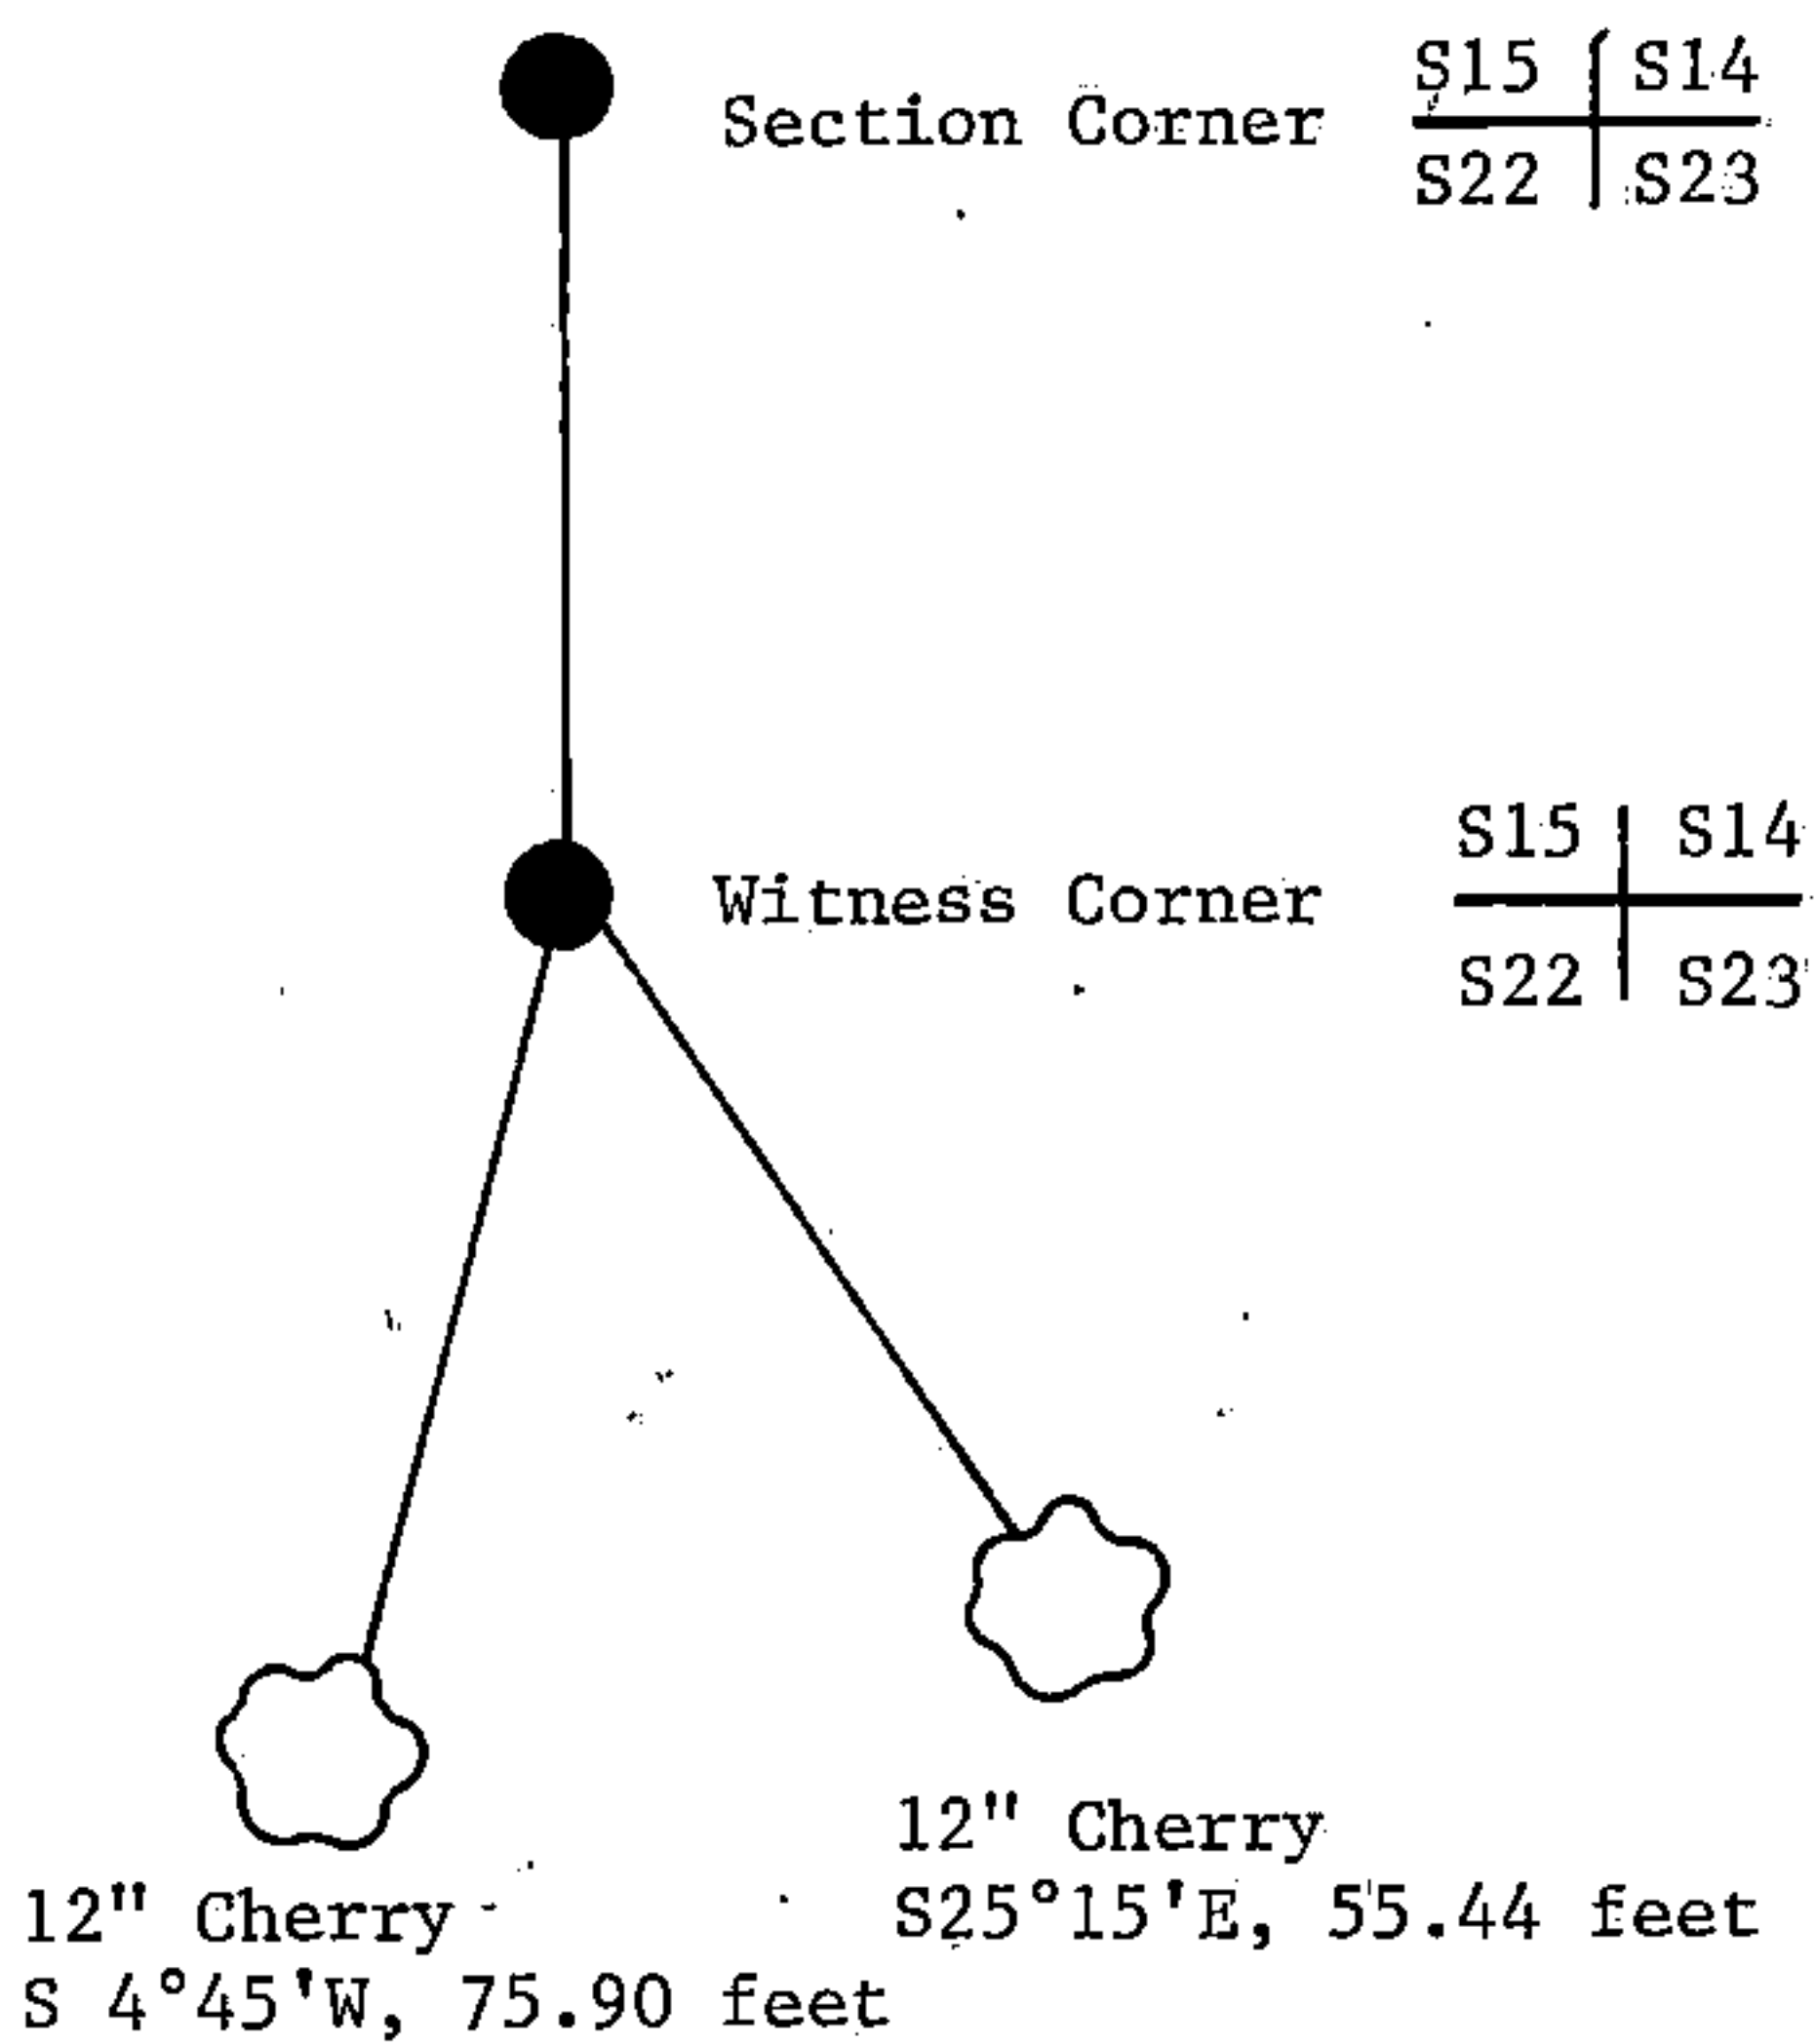 S15 S14
Section Corner
S22 S23
S15 S14
Witness Corner
S22 S23
12" Cherry
S25°15'E, 55.44 feet
12" Cherry
S 4°45'W, 75.90 feet